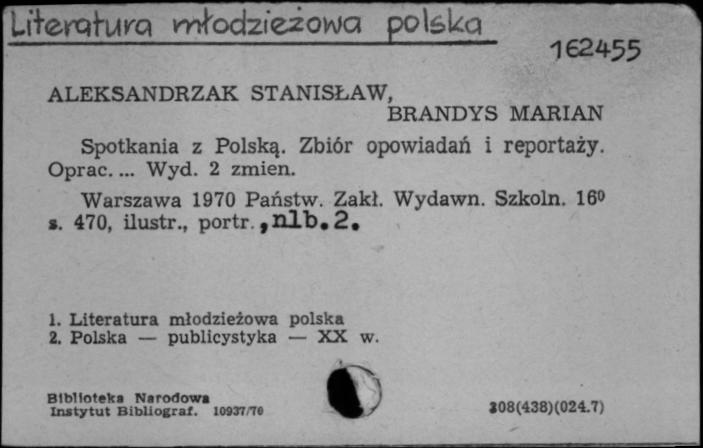 Literatura młodzieżowa polska
162455
ALEKSANDRZAK STANISŁAW,
BRANDYS MARIAN
Spotkania z Polską. Zbiór opowiadań i reportaży.
Oprac. ... Wyd. 2 zmien.
Warszawa 1970 Państw. Zakł. Wydawn. Szkoln. 16º
s. 470, ilustr., portr., nlb. 2.
1. Literatura młodzieżowa polska
2. Polska — publicystyka — XX w.
Biblioteka Narodowa
Instytut Bibliograf. 10937/70
308(438)(024.7)